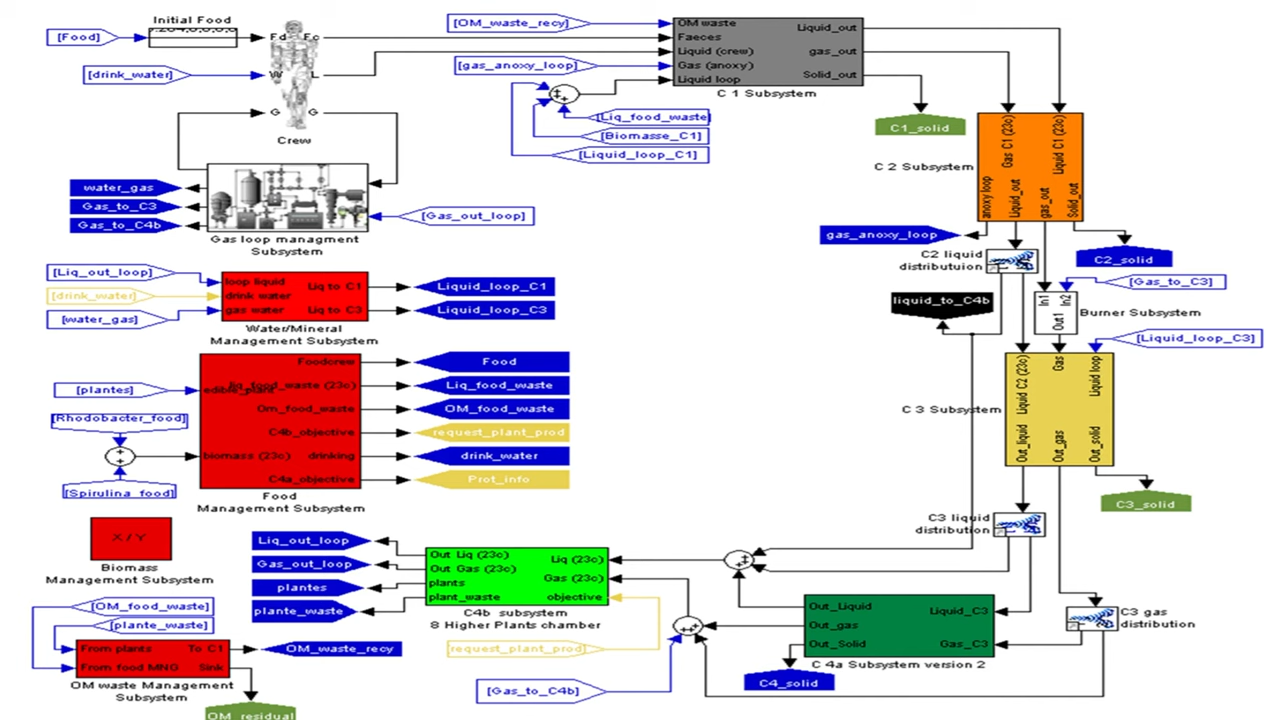 Initial Food
[Food]
Fd
Fc
[drink_water]
W
L
G
G
Crew
[OM_waste_recy]
[gas_anoxy_loop]
[Liq_food_waste]
[Biomasse_C1]
[Liquid_loop_C1]
OM waste
Faeces
Liquid (crew)
Gas (anoxy)
Liquid loop
Liquid_out
gas_out
Solid_out
C 1 Subsystem
C1_solid
Gas C1 (23c)
Liquid C1 (23c)
C 2 Subsystem
anoxy loop
Liquid_out
gas_out
Solid_out
water_gas
Gas_to_C3
Gas_to_C4b
[Gas_out_loop]
Gas loop managment
Subsystem
gas_anoxy_loop
C2 liquid
distributuion
C2_solid
[Gas_to_C3]
liquid_to_C4b
In1
In2
Out1
Burner Subsystem
[Liquid_loop_C3]
[Liq_out_loop]
[drink_water]
[water_gas]
loop liquid
drink water
gas water
Liq to C1
Liq to C3
Liquid_loop_C1
Liquid_loop_C3
Water/Mineral
Management Subsystem
[plantes]
[Rhodobacter_food]
[Spirulina_food]
edible_plant
biomass (23c)
Foodcrew
liq_food_waste (23c)
Om_food_waste
C4b_objective
drinking
C4a_objective
Food
Liq_food_waste
OM_food_waste
request_plant_prod
drink_water
Prot_info
Food
Management Subsystem
Liquid C2 (23c)
Gas
Liquid loop
C 3 Subsystem
Out_liquid
Out_gas
Out_solid
C3_solid
C3 liquid
distribution
X / Y
Biomass
Management Subsystem
Liq_out_loop
Gas_out_loop
plantes
plante_waste
Out Liq (23c)
Out Gas (23c)
plants
plant_waste
Liq (23c)
Gas (23c)
objective
C4b subsystem
8 Higher Plants chamber
[request_plant_prod]
[Gas_to_C4b]
Out_Liquid
Out_gas
Out_Solid
Liquid_C3
Gas_C3
C 4a Subsystem version 2
C4_solid
C3 gas
distribution
[OM_food_waste]
[plante_waste]
From plants
From food MNG
To C1
Sink
OM_waste_recy
OM waste Management
Subsystem
OM_residual